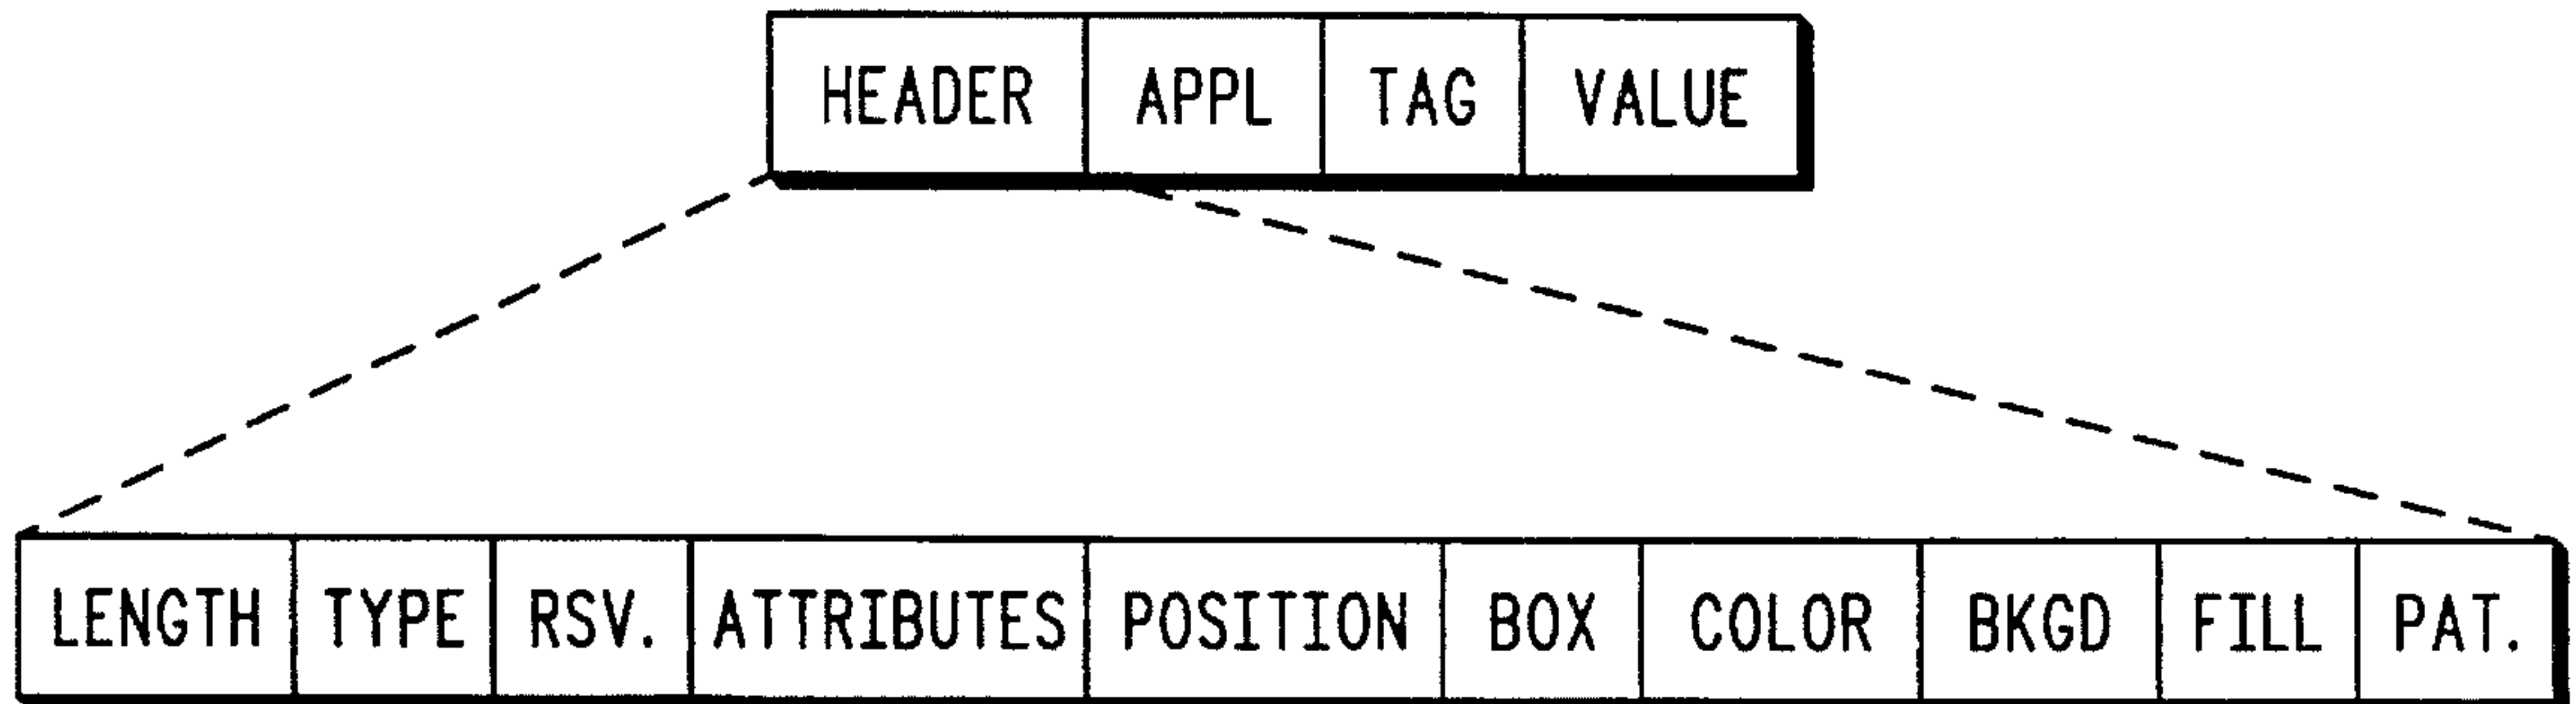 HEADER APPL TAG VALUE
LENGTH TYPE RSV. ATTRIBUTES POSITION BOX COLOR BKGD FILL PAT.